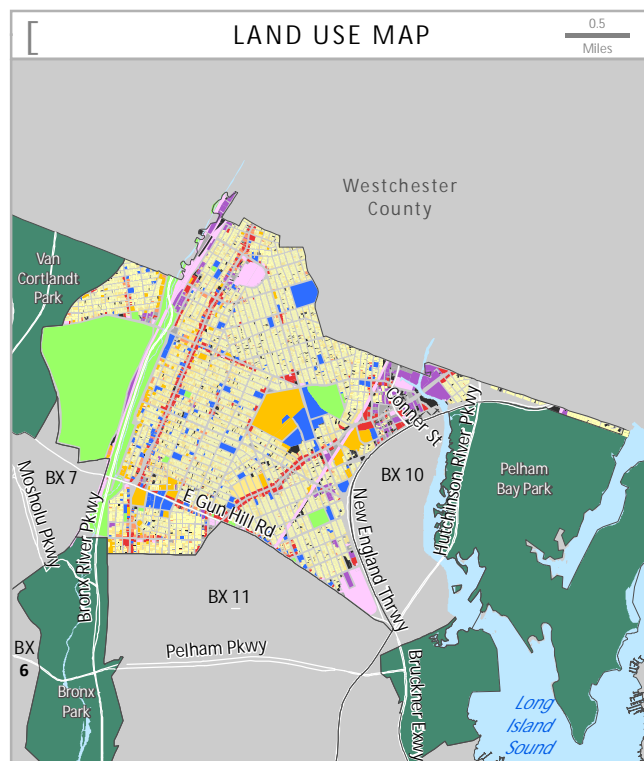 [ LAND USE MAP
0.5
Miles
Westchester
County
Van
Cortlandt
Park
Conner St
Hutchinson River Pkwy
BX 7
BX 10
Pelham
Bay Park
Mosholu Pkwy
Bronx River Pkwy
E Gun Hill Rd
New England Thrwy
BX 11
Pelham Pkwy
BX
6
Bronx
Park
Bruckner Exwy
Long
Island
Sound